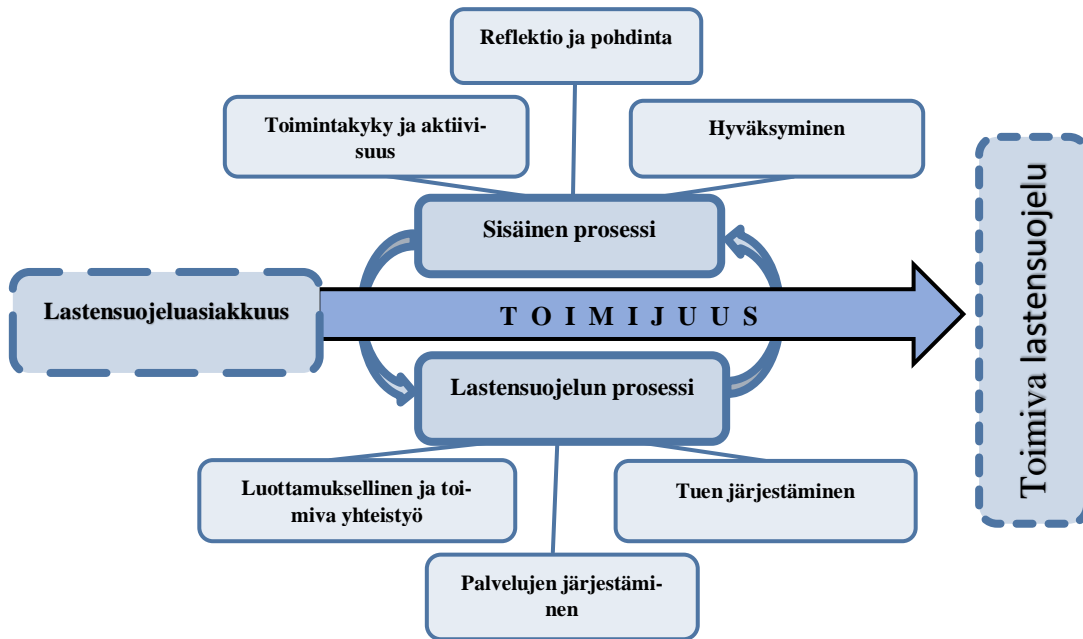 Reflektio ja pohdinta
Toimintakyky ja aktiivi-
suus
Hyväksyminen
Sisäinen prosessi
Lastensuojeluasiakkuus
T O I M I J U U S
Toimiva lastensuojelu
Lastensuojelun prosessi
Luottamuksellinen ja toi-
miva yhteistyö
Tuen järjestäminen
Palvelujen järjestämi-
nen